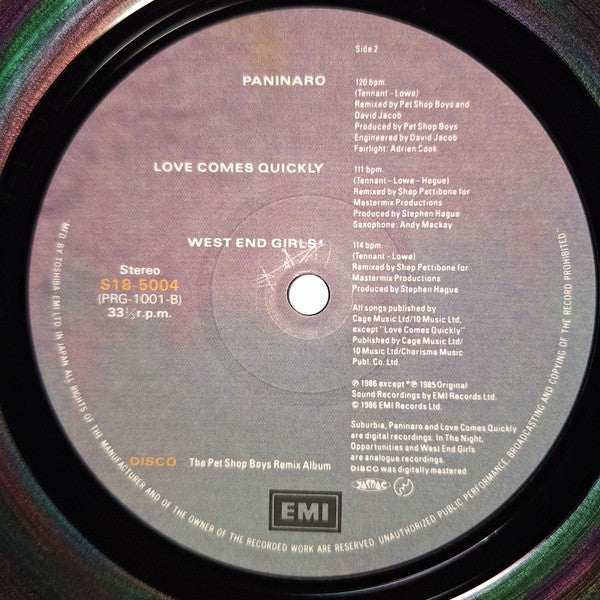 Side 2
PANINARO
120 bpm.
(Tennant-Lowe)
Remixed by Pet Shop Boys and
David Jacob
Produced by Pet Shop Boys
Engineered by David Jacob
Fairlight: Adrien Cook
LOVE COMES QUICKLY
111 bpm.
(Tennant-Lowe-Hague)
Remixed by Shep Pettibone for
Mastermix Productions
Produced by Stephen Hague
Saxophone: Andy Mackay
WEST END GIRLS*
114 bpm.
(Tennant-Lowe)
Remixed by Shep Pettibone for
Mastermix Productions
Produced by Stephen Hague
Stereo
S18-5004
(PRG-1001-B)
33⅓ r.p.m.
All songs published by
Cage Music Ltd/10 Music Ltd.
except "Love Comes Quickly"
Published by Cage Music Ltd/
10 Music Ltd/Charisma Music
Publ. Co. Ltd.
℗ 1986 except *℗ 1985 Original
Sound Recordings by EMI Records Ltd.
© 1986 EMI Records Ltd.
Suburbia, Paninaro and Love Comes Quickly
are digital recordings. In The Night,
Opportunities and West End Girls
are analogue recordings.
DISCO was digitally mastered
DISCO The Pet Shop Boys Remix Album
JASRAC
EMI
MFD BY TOSHIBA EMI LTD. IN JAPAN ALL RIGHTS OF THE MANUFACTURER AND OF THE OWNER OF THE RECORDED WORK ARE RESERVED. UNAUTHORIZED PUBLIC PERFORMANCE, BROADCASTING AND COPYING OF THE RECORD PROHIBITED"